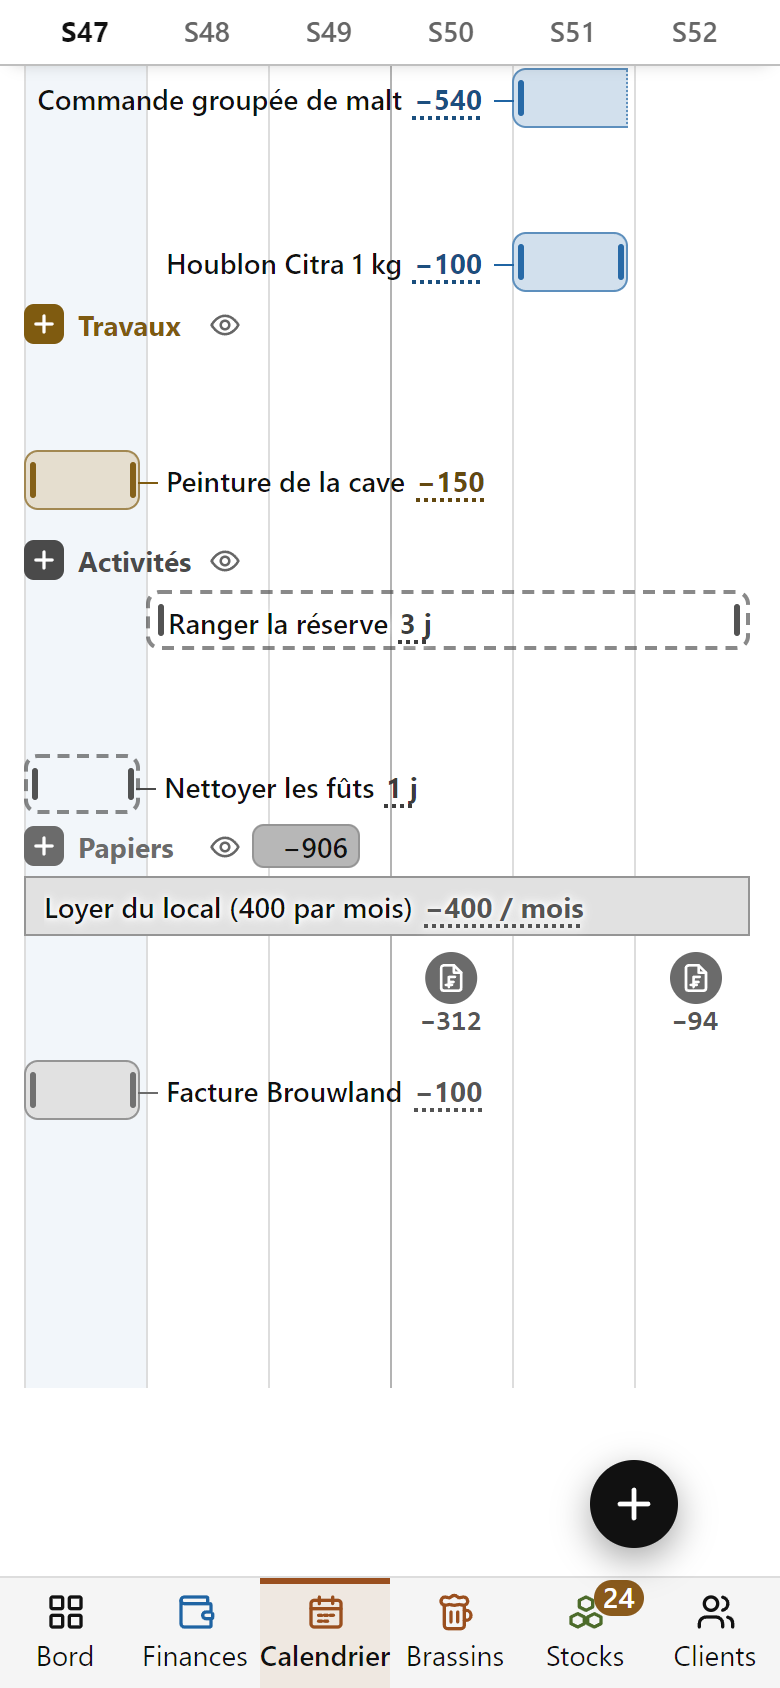 S47 S48 S49 S50 S51 S52
Commande groupée de malt −540
Houblon Citra 1 kg −100
Travaux
Peinture de la cave −150
Activités
Ranger la réserve 3 j
Nettoyer les fûts 1 j
Papiers −906
Loyer du local (400 par mois) −400 / mois
−312 −94
Facture Brouwland −100
24
Bord Finances Calendrier Brassins Stocks Clients